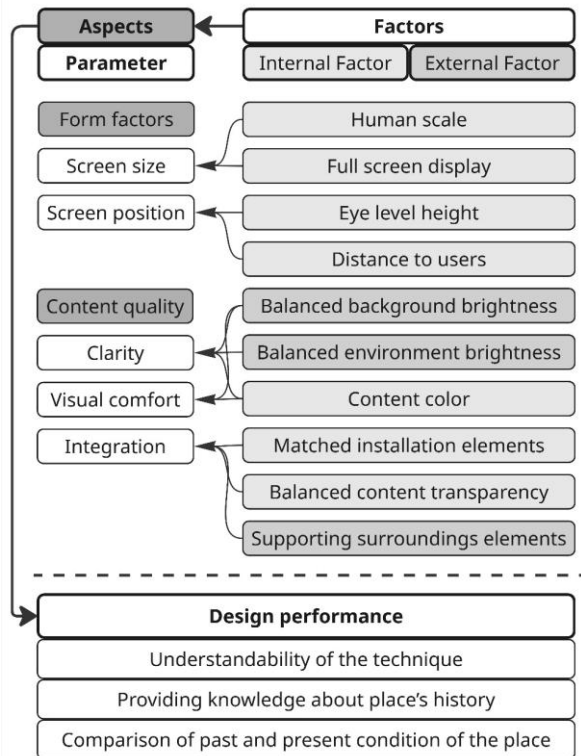 Aspects
Factors
Parameter
Internal Factor
External Factor
Form factors
Human scale
Screen size
Full screen display
Screen position
Eye level height
Distance to users
Content quality
Balanced background brightness
Clarity
Balanced environment brightness
Visual comfort
Content color
Integration
Matched installation elements
Balanced content transparency
Supporting surroundings elements
Design performance
Understandability of the technique
Providing knowledge about place's history
Comparison of past and present condition of the place